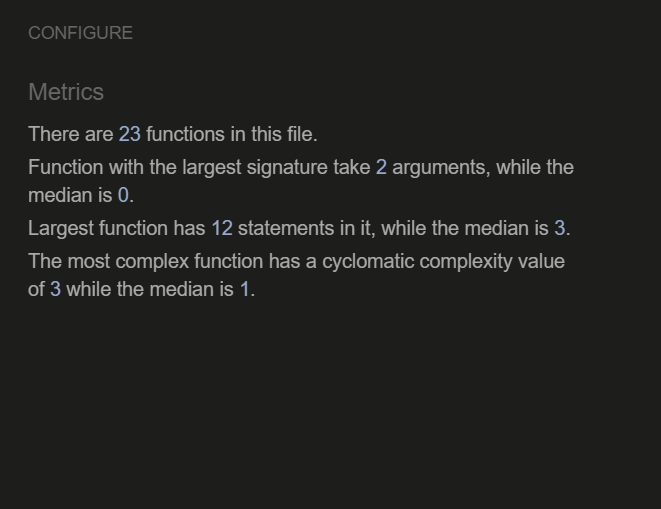 CONFIGURE
Metrics
There are 23 functions in this file.
Function with the largest signature take 2 arguments, while the
median is 0.
Largest function has 12 statements in it, while the median is 3.
The most complex function has a cyclomatic complexity value
of 3 while the median is 1.